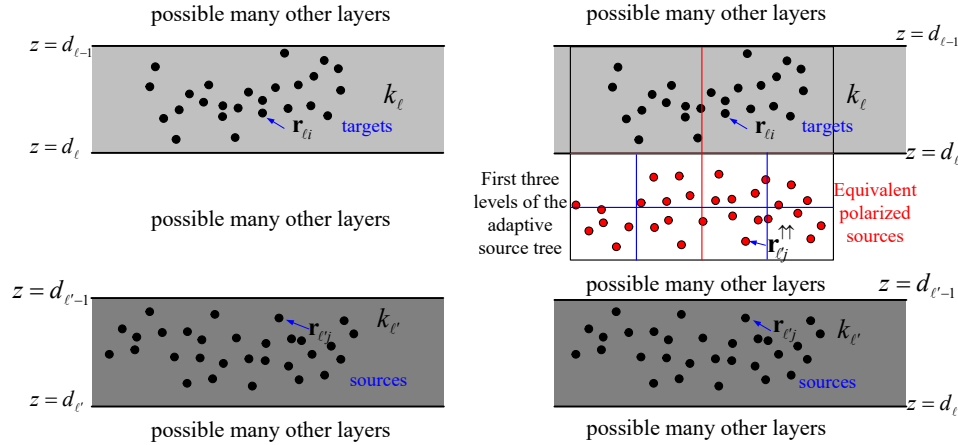 possible many other layers
z = d_{ℓ-1}
k_ℓ
r_{ℓi}
targets
z = d_ℓ
possible many other layers
z = d_{ℓ'-1}
k_{ℓ'}
r_{ℓ'j}
sources
z = d_{ℓ'}
possible many other layers
possible many other layers
z = d_{ℓ-1}
k_ℓ
r_{ℓi}
targets
z = d_ℓ
First three
levels of the
adaptive
source tree
Equivalent
polarized
sources
r_{ℓ'j}^{↑↑}
possible many other layers
z = d_{ℓ'-1}
k_{ℓ'}
r_{ℓ'j}
sources
z = d_ℓ
possible many other layers